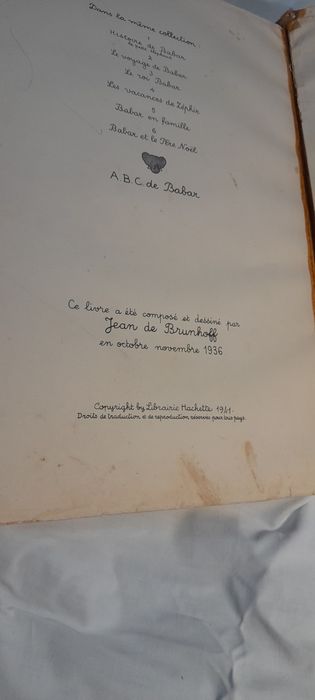 Dans la même collection
1
Histoire de Babar
le petit éléphant
2
Le voyage de Babar
3
Le roi Babar
4
Les vacances de Zéphir
5
Babar en famille
6
Babar et le Père Noël
A.B.C. de Babar
Ce livre a été composé et dessiné par
Jean de Brunhoff
en octobre novembre 1936
Copyright by Librairie Hachette 1941.
Droits de traduction et de reproduction réservés pour tous pays.